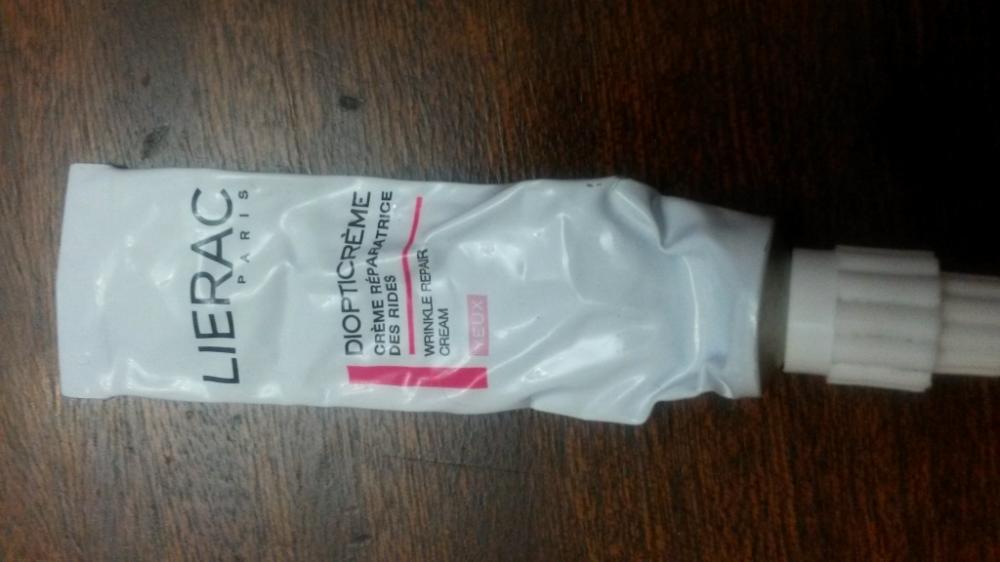 LIERAC
PARIS
DIOPTICRÈME
CRÈME RÉPARATRICE
DES RIDES
WRINKLE REPAIR
CREAM
YEUX